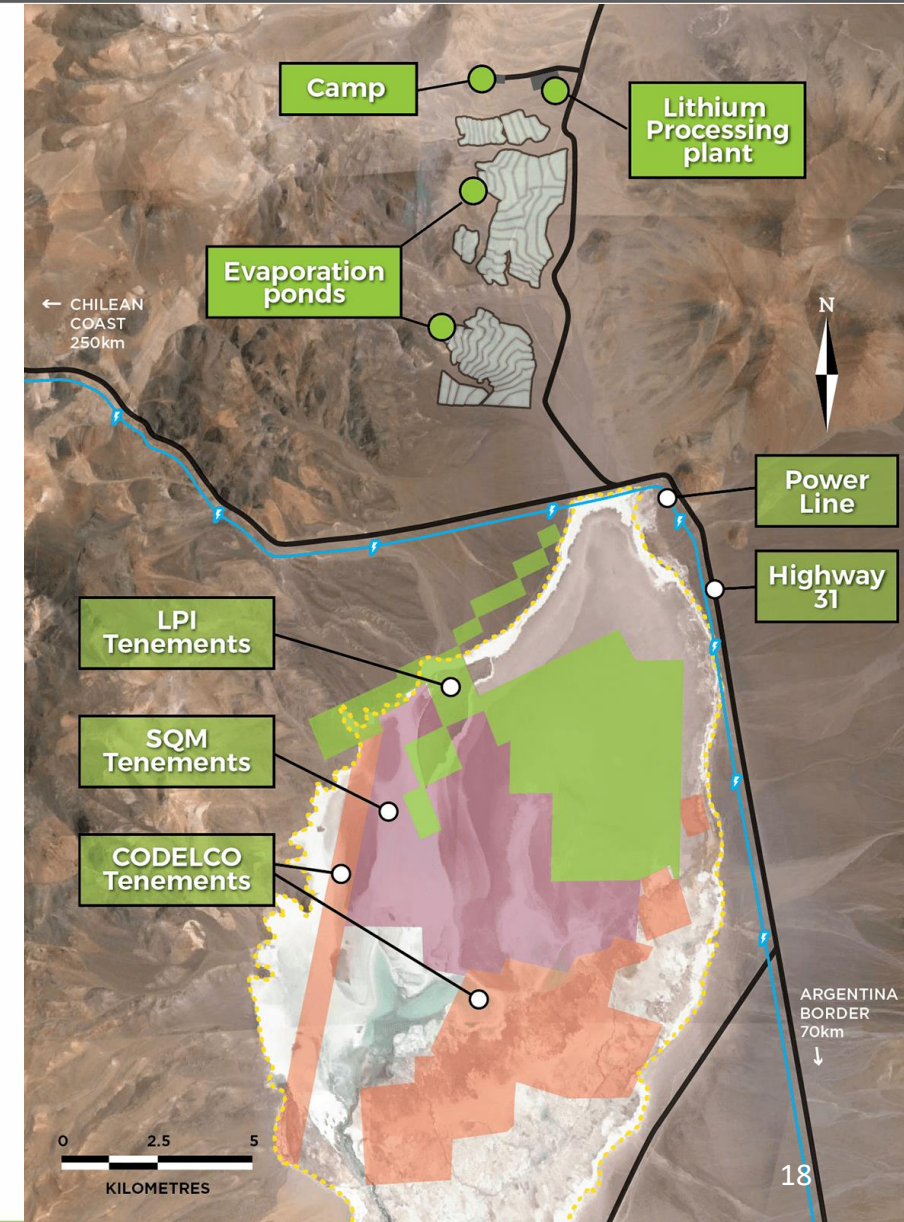 Camp
Lithium
Processing
plant
Evaporation
ponds
← CHILEAN
COAST
250km
N
Power
Line
Highway
31
LPI
Tenements
SQM
Tenements
CODELCO
Tenements
ARGENTINA
BORDER
70km
↓
0 2.5 5
KILOMETRES
18